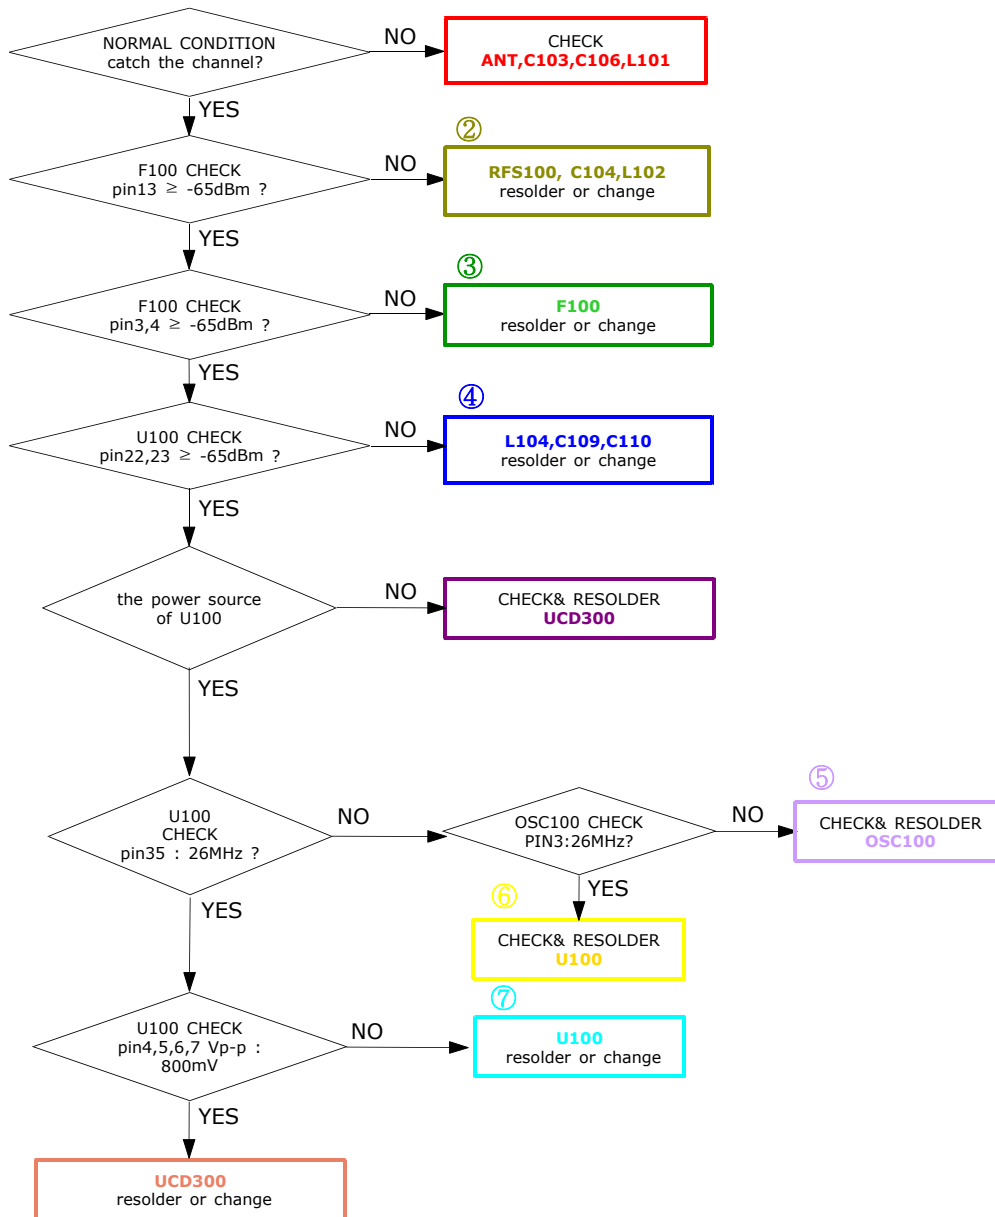 NORMAL CONDITION
catch the channel?
NO
CHECK
ANT,C103,C106,L101
YES
②
F100 CHECK
pin13 ≥ -65dBm ?
NO
RFS100, C104,L102
resolder or change
YES
③
F100 CHECK
pin3,4 ≥ -65dBm ?
NO
F100
resolder or change
YES
④
U100 CHECK
pin22,23 ≥ -65dBm ?
NO
L104,C109,C110
resolder or change
YES
the power source
of U100
NO
CHECK& RESOLDER
UCD300
YES
U100
CHECK
pin35 : 26MHz ?
NO
OSC100 CHECK
PIN3:26MHz?
NO
⑤
CHECK& RESOLDER
OSC100
YES
⑥
CHECK& RESOLDER
U100
YES
⑦
U100 CHECK
pin4,5,6,7 Vp-p :
800mV
NO
U100
resolder or change
YES
UCD300
resolder or change